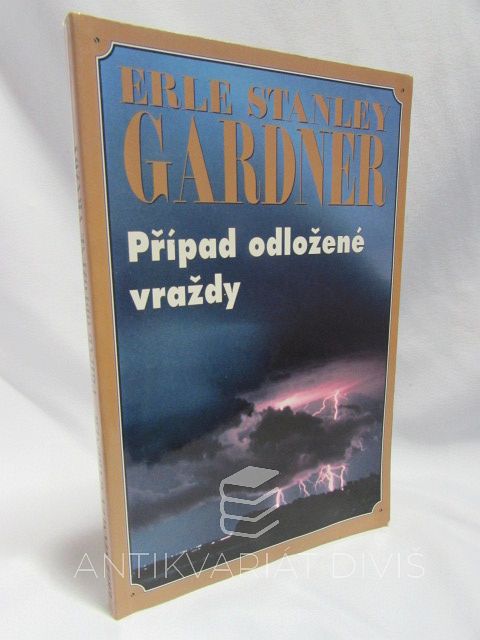 ERLE STANLEY
GARDNER
Případ odložené
vraždy
ANTIKVARIÁT DIVIŠ